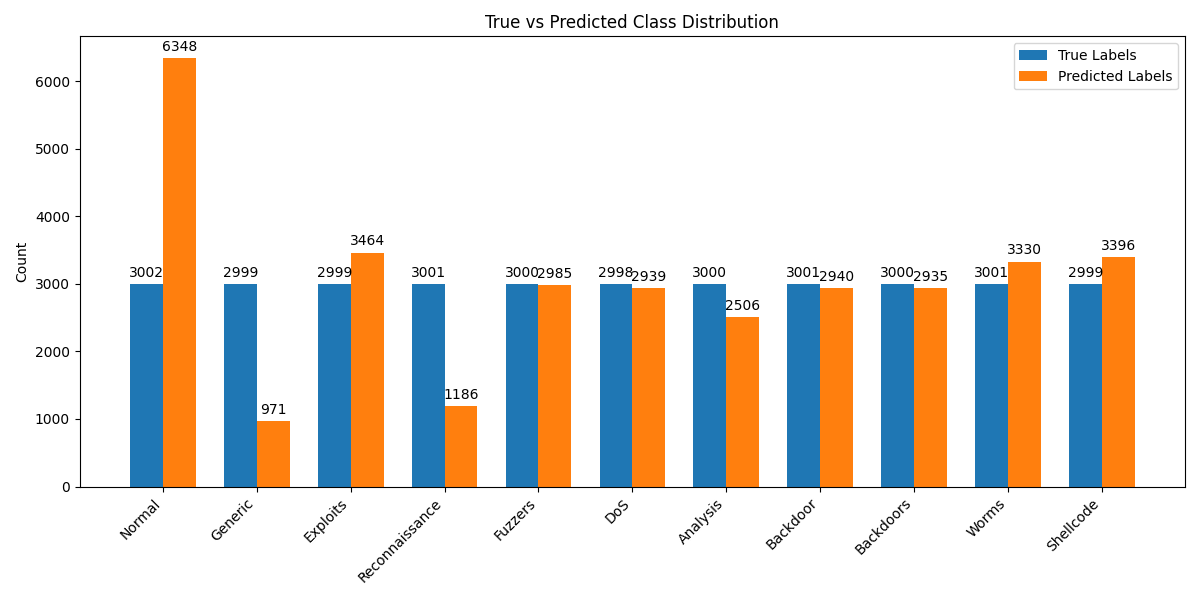 True vs Predicted Class Distribution
True Labels
Predicted Labels
Count
6000
5000
4000
3000
2000
1000
0
3002
6348
2999
971
2999
3464
3001
1186
3000
2985
2998
2939
3000
2506
3001
2940
3000
2935
3001
3330
2999
3396
Normal
Generic
Exploits
Reconnaissance
Fuzzers
DoS
Analysis
Backdoor
Backdoors
Worms
Shellcode